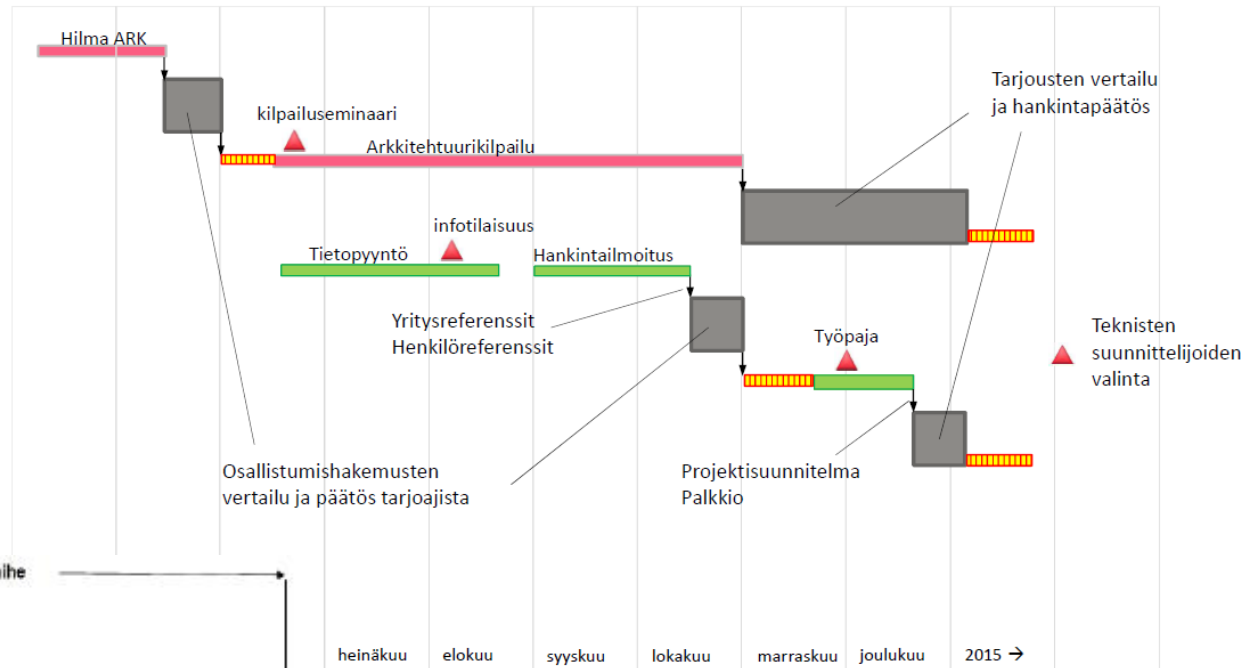 Hilma ARK
Tarjousten vertailu
ja hankintapäätös
kilpailuseminaari
Arkkitehtuurikilpailu
infotilaisuus
Tietopyyntö
Hankintailmoitus
Yritysreferenssit
Henkilöreferenssit
Työpaja
Teknisten
suunnittelijoiden
valinta
Osallistumishakemusten
vertailu ja päätös tarjoajista
Projektisuunnitelma
Palkkio
heinäkuu elokuu syyskuu lokakuu marraskuu joulukuu 2015 →